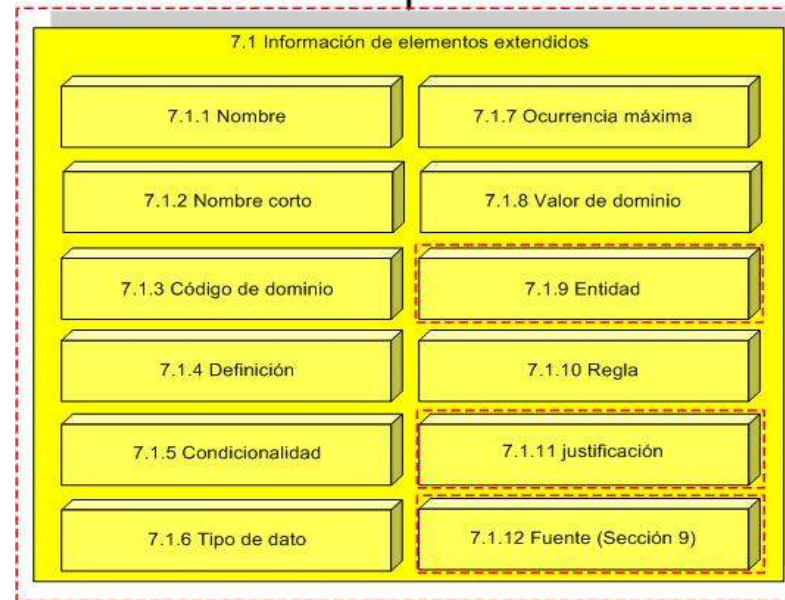 7.1 Información de elementos extendidos
7.1.1 Nombre
7.1.7 Ocurrencia máxima
7.1.2 Nombre corto
7.1.8 Valor de dominio
7.1.3 Código de dominio
7.1.9 Entidad
7.1.4 Definición
7.1.10 Regla
7.1.5 Condicionalidad
7.1.11 justificación
7.1.6 Tipo de dato
7.1.12 Fuente (Sección 9)